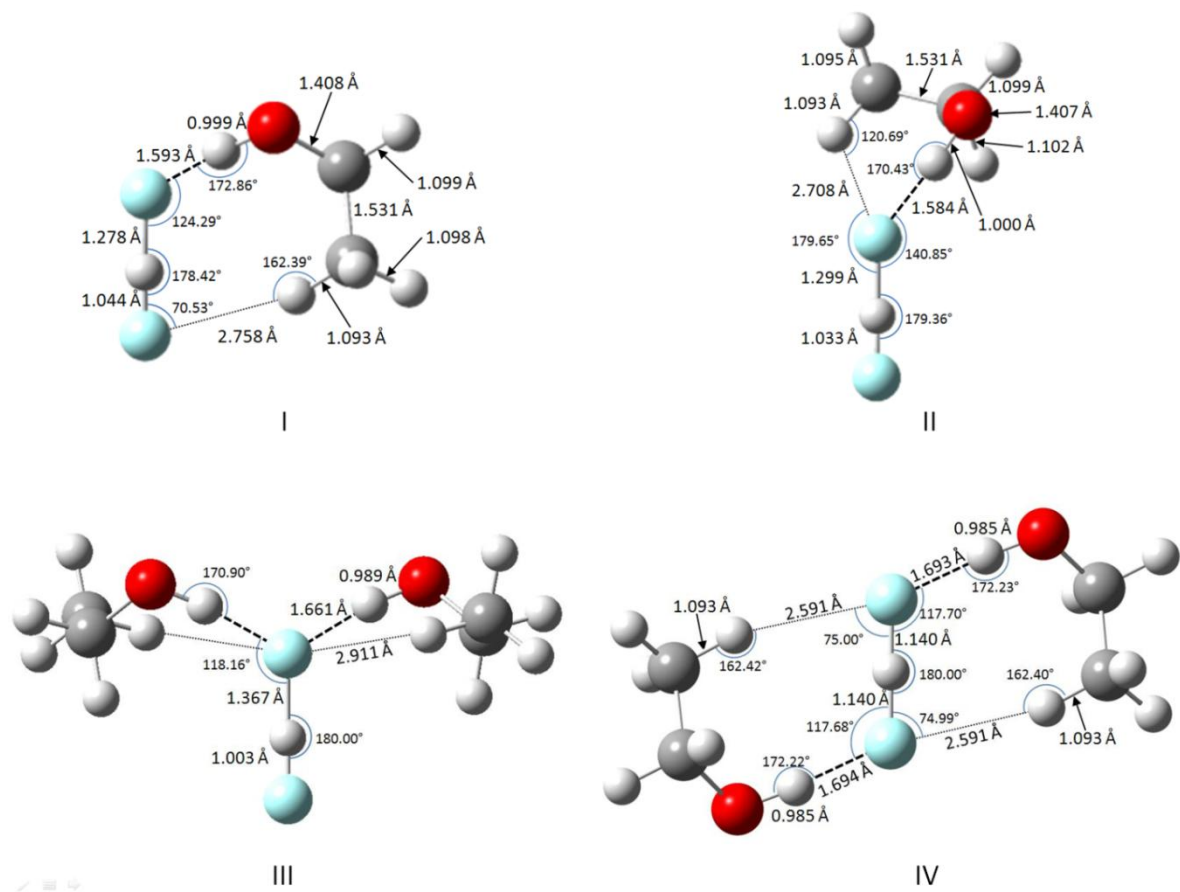 1.408 Å
0.999 Å
1.593 Å
172.86°
124.29°
1.099 Å
1.531 Å
1.278 Å
1.098 Å
162.39°
178.42°
1.044 Å
70.53°
2.758 Å
1.093 Å
I
1.095 Å
1.531 Å
1.099 Å
1.093 Å
1.407 Å
120.69°
1.102 Å
170.43°
2.708 Å
1.584 Å
1.000 Å
179.65°
140.85°
1.299 Å
179.36°
1.033 Å
II
170.90°
0.989 Å
1.661 Å
118.16°
2.911 Å
1.367 Å
1.003 Å
180.00°
III
0.985 Å
1.693 Å
172.23°
1.093 Å
2.591 Å
117.70°
75.00°
1.140 Å
162.42°
180.00°
162.40°
1.140 Å
117.68°
74.99°
2.591 Å
1.093 Å
172.22°
1.694 Å
0.985 Å
IV